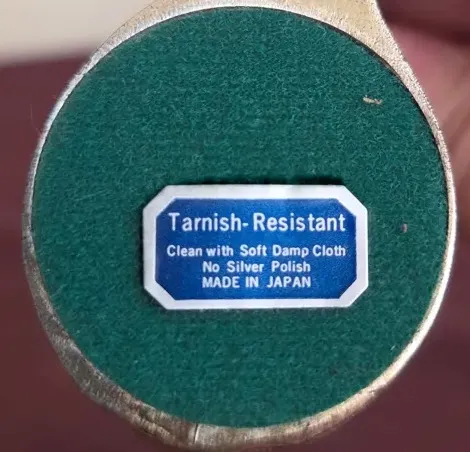 Tarnish-Resistant
Clean with Soft Damp Cloth
No Silver Polish
MADE IN JAPAN